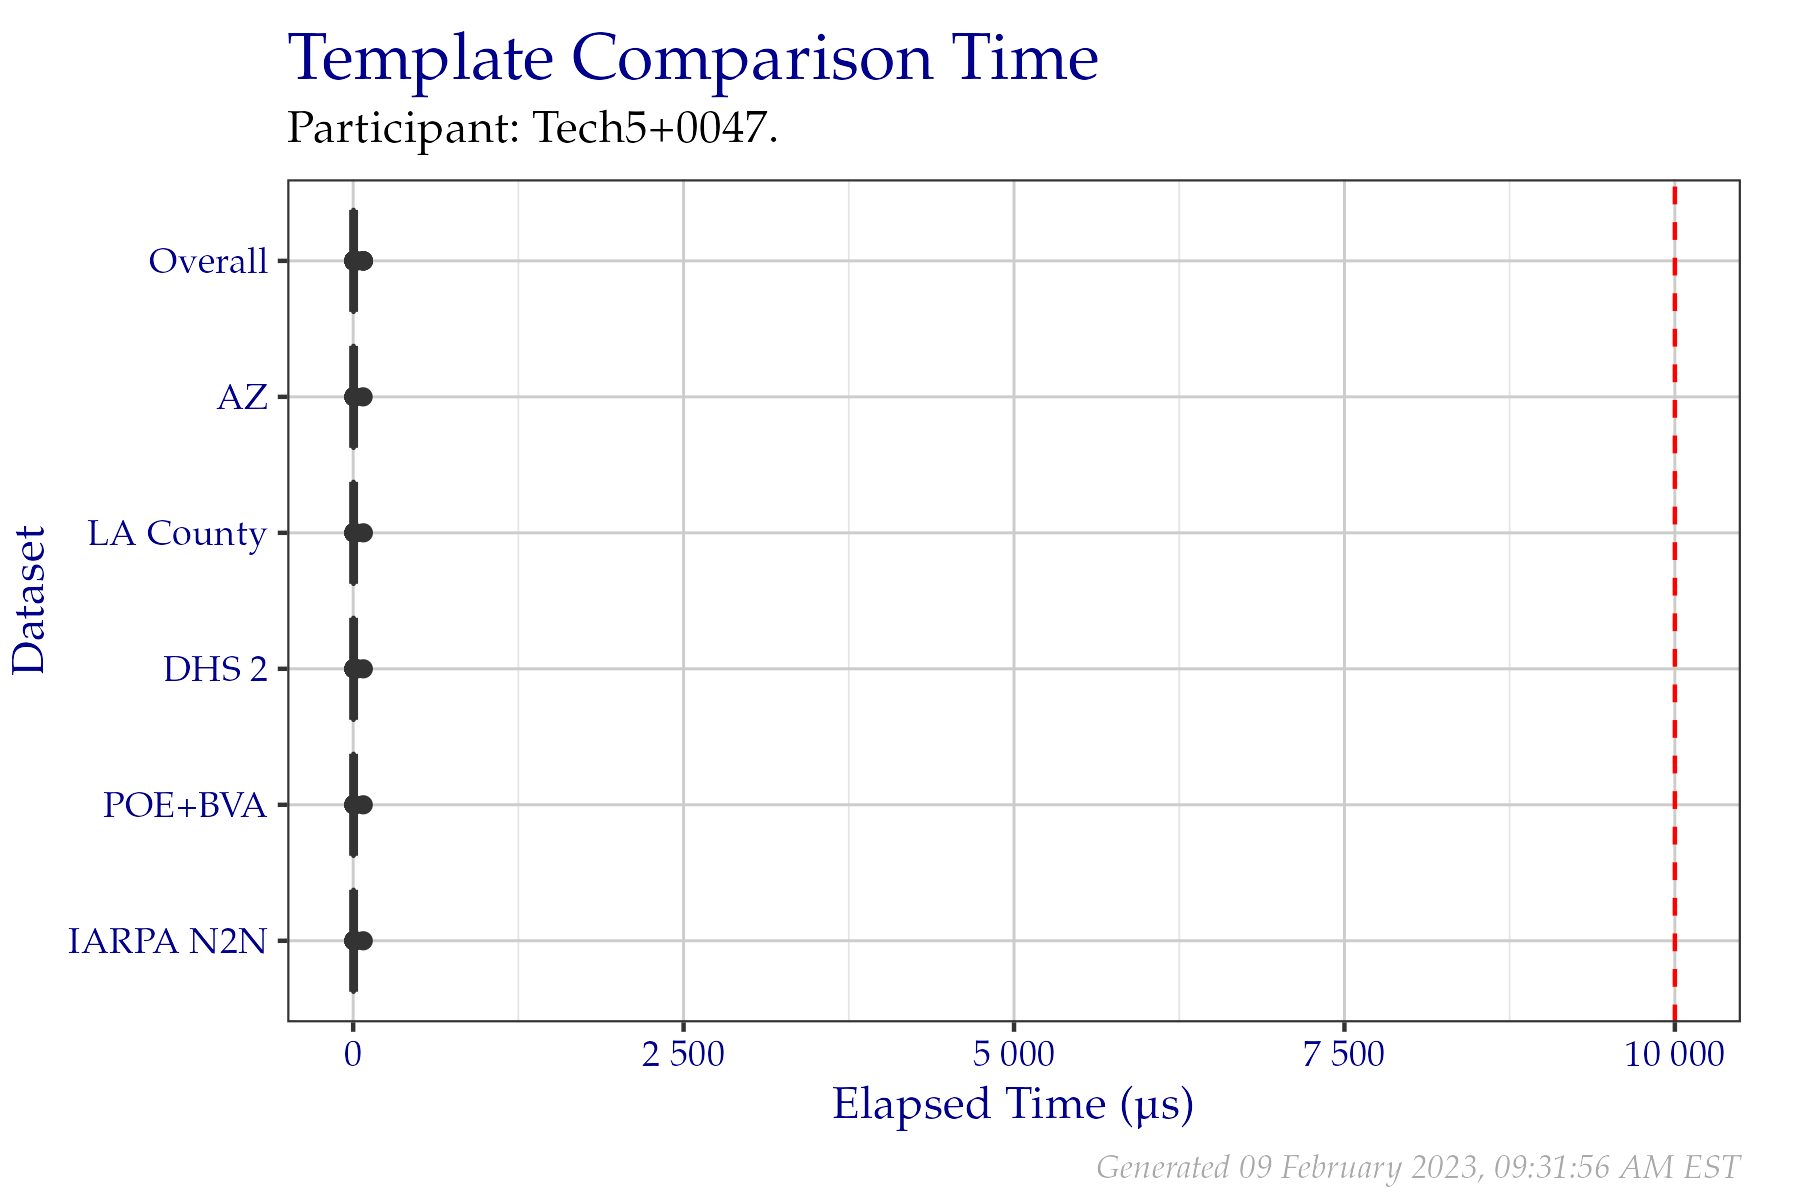 Template Comparison Time
Participant: Tech5+0047.
Overall
AZ
LA County
DHS 2
POE+BVA
IARPA N2N
Dataset
0 2 500 5 000 7 500 10 000
Elapsed Time (µs)
Generated 09 February 2023, 09:31:56 AM EST